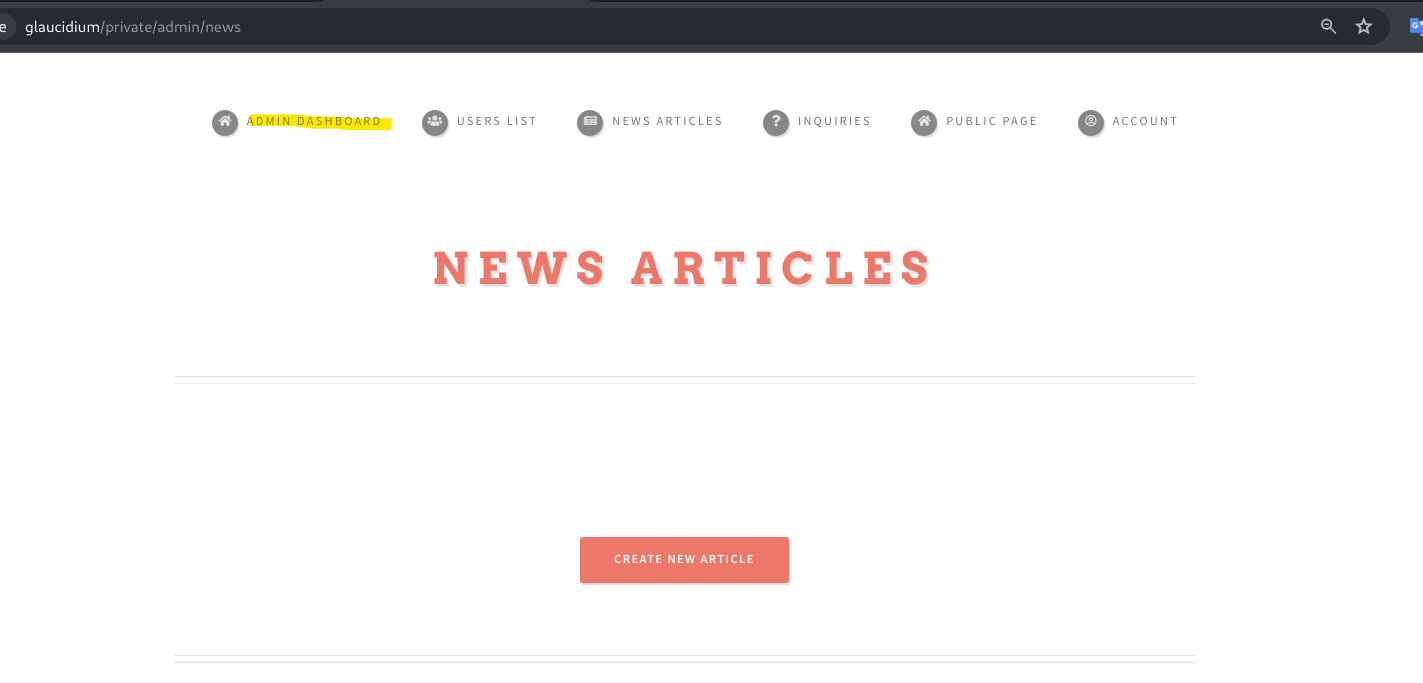 e glaucidium/private/admin/news
ADMIN DASHBOARD USERS LIST NEWS ARTICLES ? INQUIRIES PUBLIC PAGE ACCOUNT
NEWS ARTICLES
CREATE NEW ARTICLE